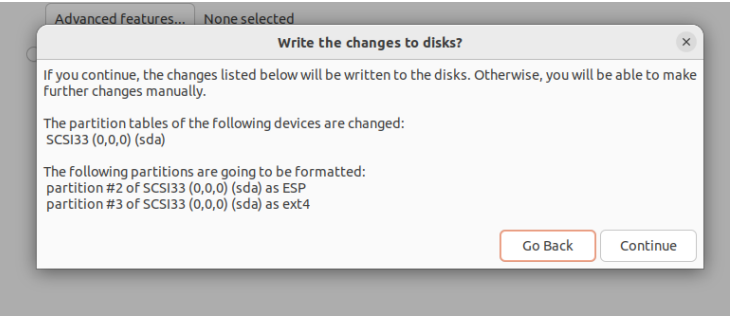 Advanced features... None selected
Write the changes to disks?
If you continue, the changes listed below will be written to the disks. Otherwise, you will be able to make
further changes manually.
The partition tables of the following devices are changed:
SCSI33 (0,0,0) (sda)
The following partitions are going to be formatted:
partition #2 of SCSI33 (0,0,0) (sda) as ESP
partition #3 of SCSI33 (0,0,0) (sda) as ext4
Go Back Continue